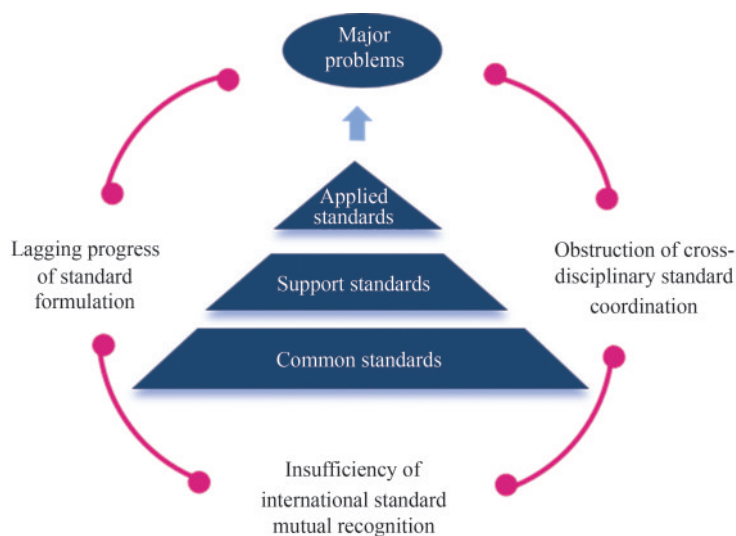 Major
problems
Applied
standards
Lagging progress
of standard
formulation
Obstruction of cross-
disciplinary standard
coordination
Support standards
Common standards
Insufficiency of
international standard
mutual recognition